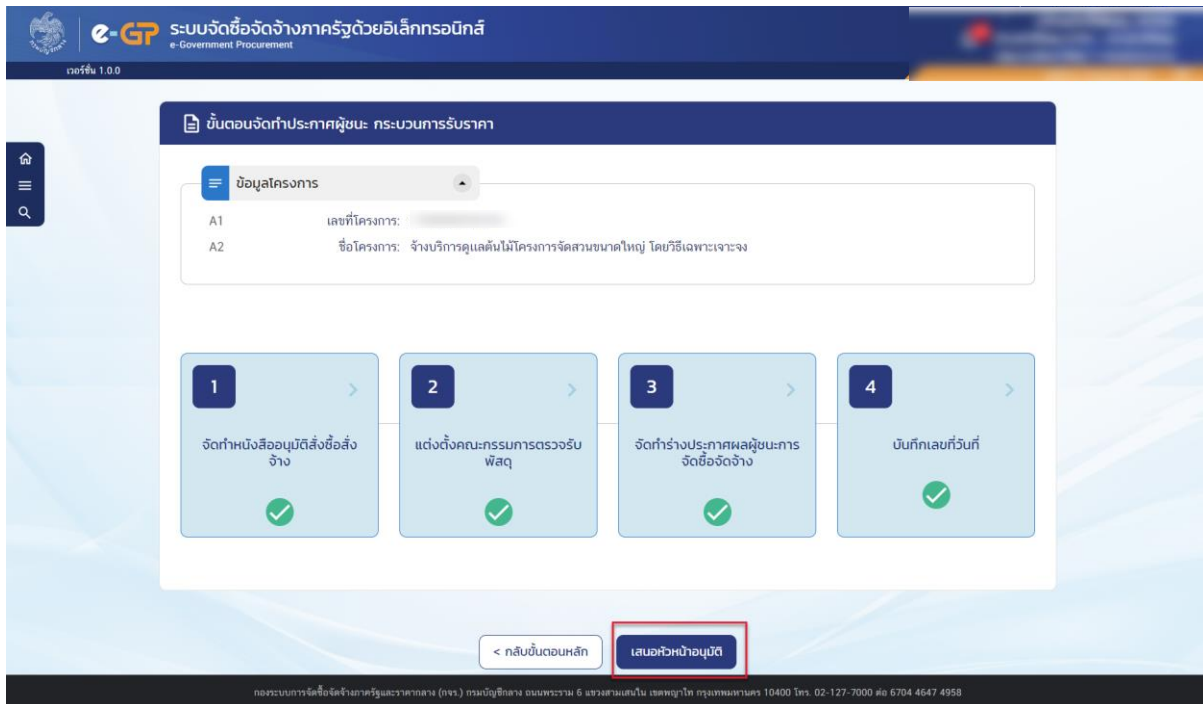 e-GP ระบบจัดซื้อจัดจ้างภาครัฐด้วยอิเล็กทรอนิกส์
e-Government Procurement
เวอร์ชั่น 1.0.0
ขั้นตอนจัดทำประกาศผู้ชนะ กระบวนการรับราคา
ข้อมูลโครงการ
A1 เลขที่โครงการ:
A2 ชื่อโครงการ: จ้างบริการดูแลต้นไม้โครงการจัดสวนขนาดใหญ่ โดยวิธีเฉพาะเจาะจง
1
จัดทำหนังสืออนุมัติสั่งซื้อสั่ง
จ้าง
2
แต่งตั้งคณะกรรมการตรวจรับ
พัสดุ
3
จัดทำร่างประกาศผลผู้ชนะการ
จัดซื้อจัดจ้าง
4
บันทึกเลขที่วันที่
< กลับขั้นตอนหลัก
เสนอหัวหน้าอนุมัติ
กองระบบการจัดซื้อจัดจ้างภาครัฐและราคากลาง (กจร.) กรมบัญชีกลาง ถนนพระราม 6 แขวงสามเสนใน เขตพญาไท กรุงเทพมหานคร 10400 โทร. 02-127-7000 ต่อ 6704 4647 4958